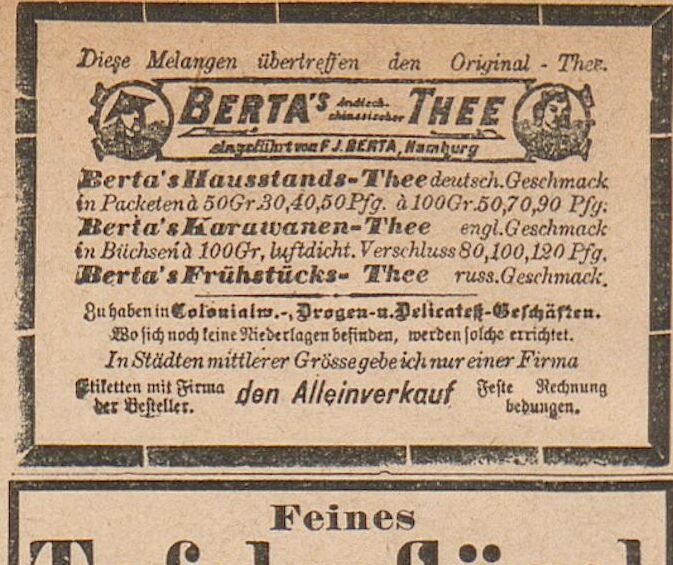 Diese Melangen übertreffen den Original - Thee.
BERTA's Indisch-chinesischer THEE
eingeführt von F J. BERTA, Hamburg
Berta's Hausstands-Thee deutsch. Geschmack
in Packeten à 50 Gr. 30, 40, 50 Pfg. à 100 Gr. 50, 70, 90 Pfg.
Berta's Karawanen-Thee engl. Geschmack
in Büchsen à 100 Gr, luftdicht. Verschluss 80, 100, 120 Pfg.
Berta's Frühstücks- Thee russ. Geschmack.
Zu haben in Colonialw.-, Drogen- u. Delicateß-Geschäften.
Wo sich noch keine Niederlagen befinden, werden solche errichtet.
In Städten mittlerer Grösse gebe ich nur einer Firma
Etiketten mit Firma der Besteller. den Alleinverkauf Feste Rechnung bedungen.
Feines